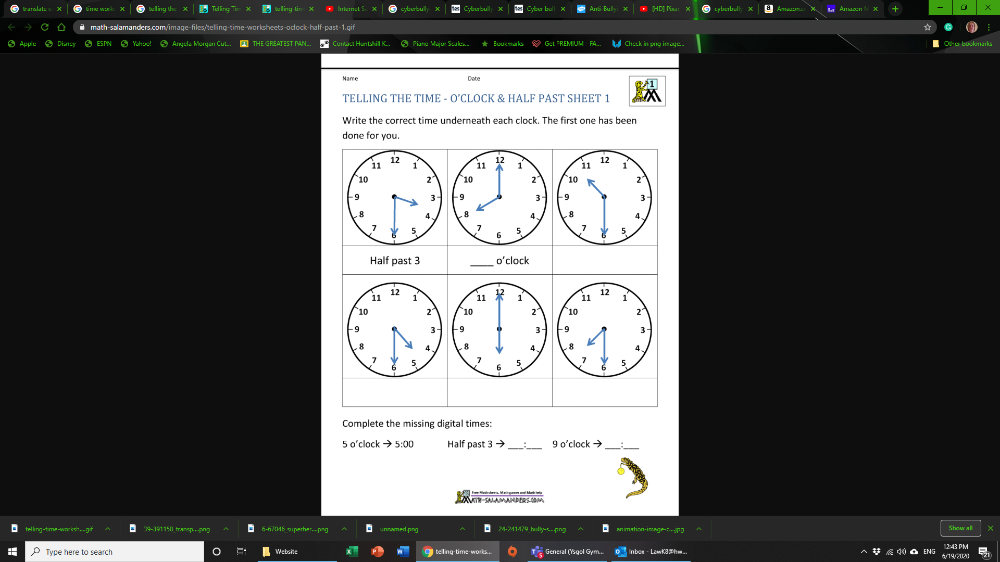 translate e
time works
telling the
Telling Tim
telling-tim
Internet Sa
cyberbully
tes Cyberbully
tes Cyber bull
Anti-Bullyi
[HD] Pixar
cyberbully
Amazon.co
Amazon M
math-salamanders.com/image-files/telling-time-worksheets-oclock-half-past-1.gif
Apple
Disney
ESPN
Yahoo!
Angela Morgan Cut...
THE GREATEST PAN...
Contact Huntshill K...
Piano Major Scales...
Bookmarks
Get PREMIUM - FA...
Check in png image...
Other bookmarks
Name Date
1
TELLING THE TIME - O’CLOCK & HALF PAST SHEET 1
Write the correct time underneath each clock. The first one has been
done for you.
12 1 2 3 4 5 6 7 8 9 10 11
12 1 2 3 4 5 6 7 8 9 10 11
12 1 2 3 4 5 6 7 8 9 10 11
Half past 3
____ o’clock
12 1 2 3 4 5 6 7 8 9 10 11
12 1 2 3 4 5 6 7 8 9 10 11
12 1 2 3 4 5 6 7 8 9 10 11
Complete the missing digital times:
5 o’clock → 5:00 Half past 3 → ___:___ 9 o’clock → ___:___
Free Math sheets, Math games and Math help
MATH-SALAMANDERS.COM
telling-time-worksh....gif
39-391150_transp....png
6-67046_superher....png
unnamed.png
24-241479_bully-s....png
animation-image-c....jpg
Show all
Type here to search
Website
telling-time-works...
General (Ysgol Gym...
5
Inbox - LawK8@hw...
ENG
12:43 PM
6/19/2020
21